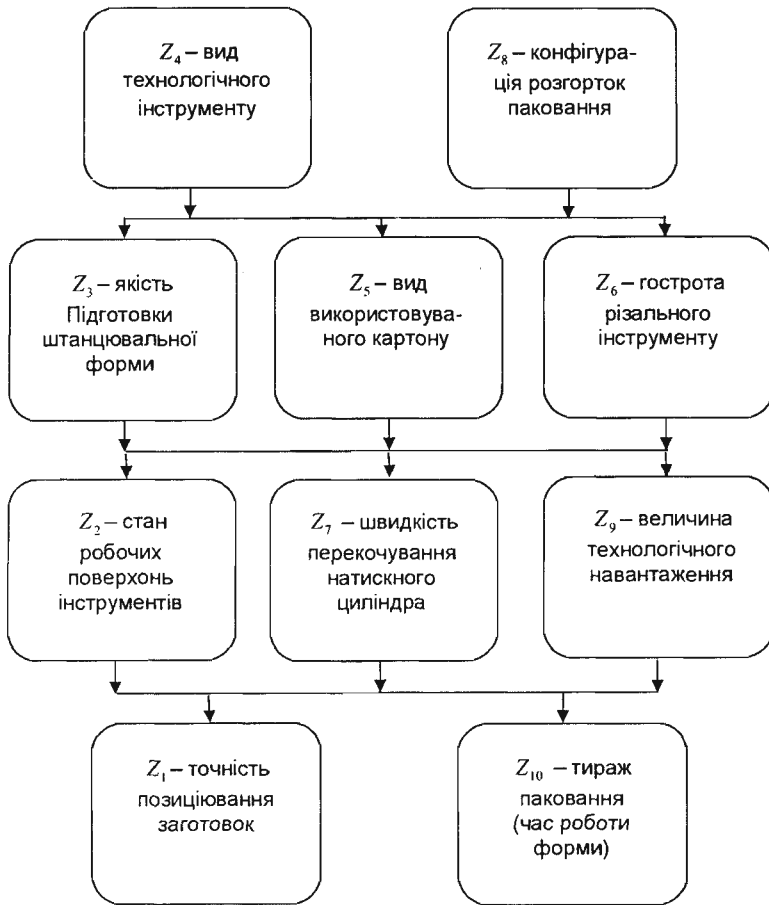 Z₄ – вид
технологічного
інструменту
Z₈ – конфігура-
ція розгорток
паковання
Z₃ – якість
Підготовки
штанцювальної
форми
Z₅ – вид
використовува-
ного картону
Z₆ – гострота
різального
інструменту
Z₂ – стан
робочих
поверхонь
інструментів
Z₇ – швидкість
перекочування
натискного
циліндра
Z₉ – величина
технологічного
навантаження
Z₁ – точність
позиціювання
заготовок
Z₁₀ – тираж
паковання
(час роботи
форми)